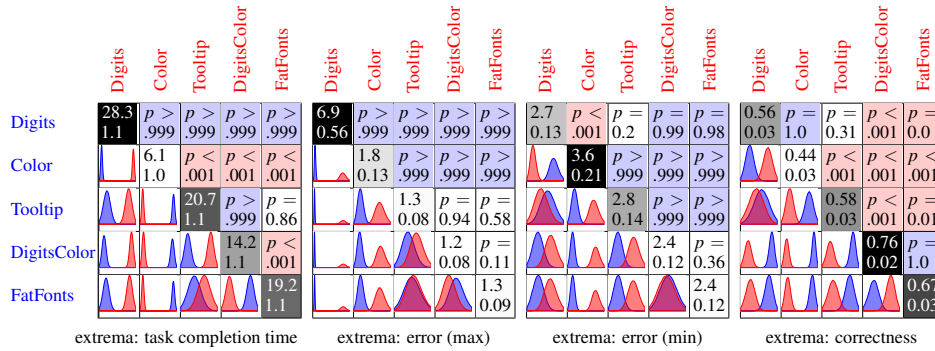 Digits Color Tooltip DigitsColor FatFonts Digits Color Tooltip DigitsColor FatFonts Digits Color Tooltip DigitsColor FatFonts Digits Color Tooltip DigitsColor FatFonts
28.3 p > p > p > p > 6.9 p > p > p > p > 2.7 p < p = p = p = 0.56 p = p = p < p =
Digits
1.1 .999 .999 .999 .999 0.56 .999 .999 .999 .999 0.13 .001 0.2 0.99 0.98 0.03 1.0 0.31 .001 0.0
6.1 p < p < p < 1.8 p > p > p > 3.6 p > p > p > 0.44 p < p < p <
Color
1.0 .001 .001 .001 0.13 .999 .999 .999 0.21 .999 .999 .999 0.03 .001 .001 .001
20.7 p > p = 1.3 p = p = 2.8 p > p > 0.58 p < p =
Tooltip
1.1 .999 0.86 0.08 0.94 0.58 0.14 .999 .999 0.03 .001 0.01
14.2 p < 1.2 p = 2.4 p = 0.76 p =
DigitsColor
1.1 .001 0.08 0.11 0.12 0.36 0.02 1.0
19.2 1.3 2.4 0.67
FatFonts
1.1 0.09 0.12 0.03
extrema: task completion time extrema: error (max) extrema: error (min) extrema: correctness